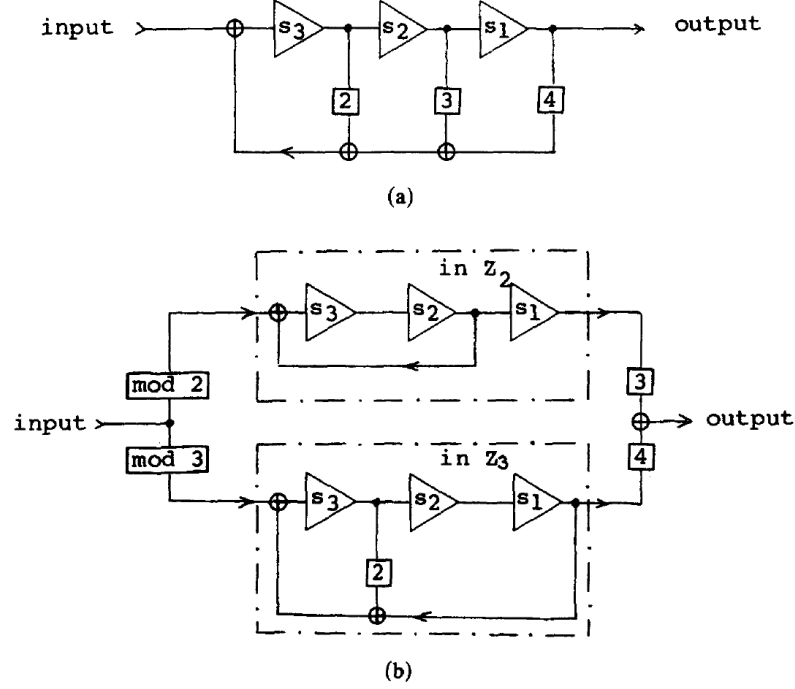 input s3 s2 s1 output
2 3 4
(a)
in Z2
s3 s2 s1
mod 2 3
input output
mod 3 4
in Z3
s3 s2 s1
2
(b)